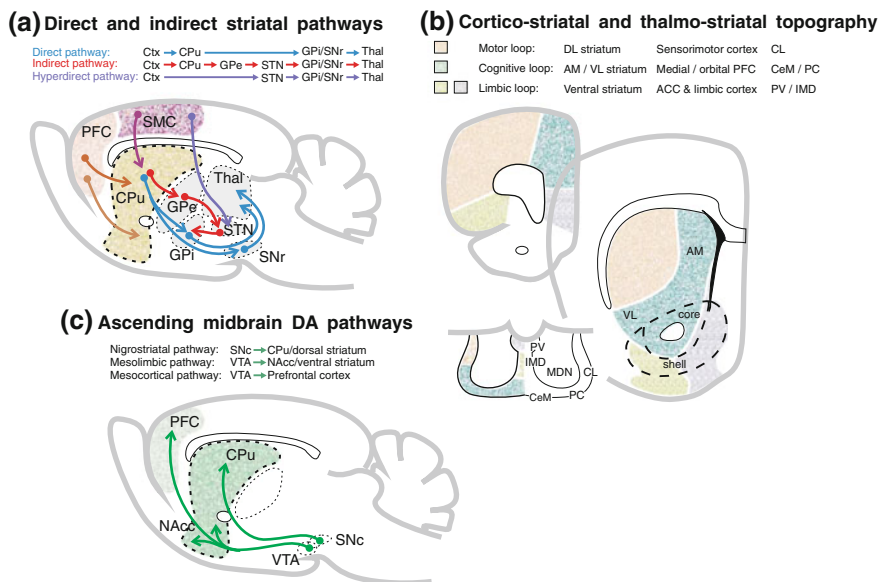 (a) Direct and indirect striatal pathways
Direct pathway: Ctx → CPu → GPi/SNr → Thal
Indirect pathway: Ctx → CPu → GPe → STN → GPi/SNr → Thal
Hyperdirect pathway: Ctx → STN → GPi/SNr → Thal
PFC
SMC
CPu
GPe
Thal
STN
GPi
SNr
(b) Cortico-striatal and thalmo-striatal topography
Motor loop: DL striatum Sensorimotor cortex CL
Cognitive loop: AM / VL striatum Medial / orbital PFC CeM / PC
Limbic loop: Ventral striatum ACC & limbic cortex PV / IMD
AM
VL
core
shell
PV
IMD
MDN
CL
CeM
PC
(c) Ascending midbrain DA pathways
Nigrostriatal pathway: SNc → CPu/dorsal striatum
Mesolimbic pathway: VTA → NAcc/ventral striatum
Mesocortical pathway: VTA → Prefrontal cortex
PFC
CPu
NAcc
SNc
VTA